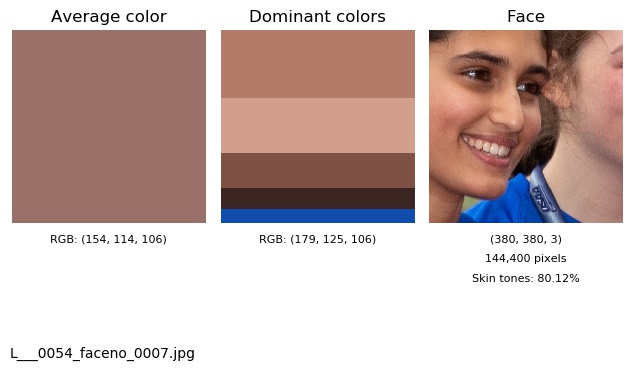 Average color
Dominant colors
Face
RGB: (154, 114, 106)
RGB: (179, 125, 106)
(380, 380, 3)
144,400 pixels
Skin tones: 80.12%
L___0054_faceno_0007.jpg